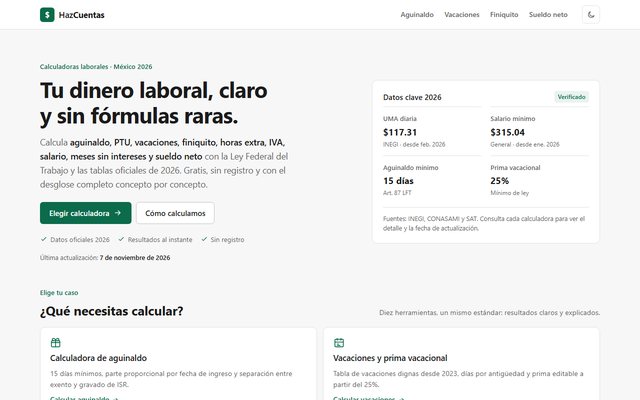 $ HazCuentas
Aguinaldo Vacaciones Finiquito Sueldo neto
Calculadoras laborales · México 2026
Tu dinero laboral, claro
y sin fórmulas raras.
Calcula aguinaldo, PTU, vacaciones, finiquito, horas extra, IVA,
salario, meses sin intereses y sueldo neto con la Ley Federal del
Trabajo y las tablas oficiales de 2026. Gratis, sin registro y con el
desglose completo concepto por concepto.
Elegir calculadora →
Cómo calculamos
✓ Datos oficiales 2026 ✓ Resultados al instante ✓ Sin registro
Última actualización: 7 de noviembre de 2026
Datos clave 2026
Verificado
UMA diaria
$117.31
INEGI · desde feb. 2026
Salario mínimo
$315.04
General · desde ene. 2026
Aguinaldo mínimo
15 días
Art. 87 LFT
Prima vacacional
25%
Mínimo de ley
Fuentes: INEGI, CONASAMI y SAT. Consulta cada calculadora para ver el
detalle y la fecha de actualización.
Elige tu caso
¿Qué necesitas calcular?
Diez herramientas, un mismo estándar: resultados claros y explicados.
Calculadora de aguinaldo
15 días mínimos, parte proporcional por fecha de ingreso y separación entre
exento y gravado de ISR.
Calcular aguinaldo →
Vacaciones y prima vacacional
Tabla de vacaciones dignas desde 2023, días por antigüedad y prima editable a
partir del 25%.
Calcular vacaciones →